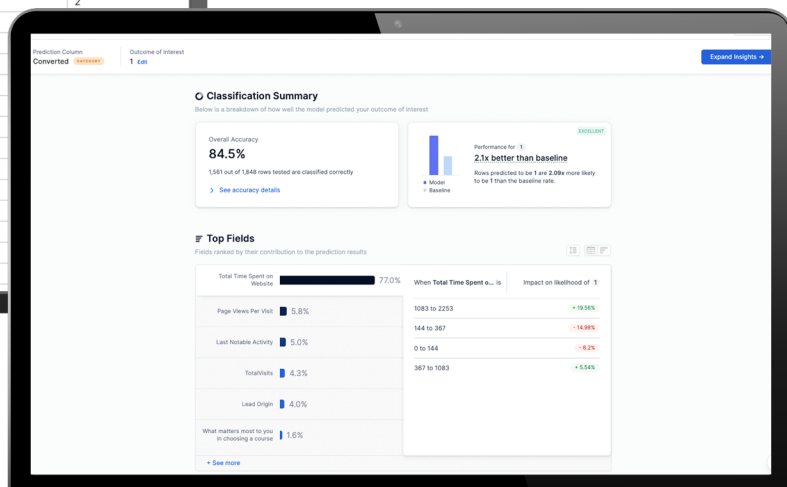 2
Prediction Column
Converted CATEGORY
Outcome of Interest
1 Edit
Expand Insights →
Classification Summary
Below is a breakdown of how well the model predicted your outcome of interest
Overall Accuracy
84.5%
1,561 out of 1,848 rows tested are classified correctly
See accuracy details
EXCELLENT
Model
Baseline
Performance for 1
2.1x better than baseline
Rows predicted to be 1 are 2.09x more likely
to be 1 than the baseline rate.
Top Fields
Fields ranked by their contribution to the prediction results
Total Time Spent on
Website
77.0%
Page Views Per Visit 5.8%
Last Notable Activity 5.0%
TotalVisits 4.3%
Lead Origin 4.0%
What matters most to you
in choosing a course
1.6%
+ See more
When Total Time Spent o... is
Impact on likelihood of 1
1083 to 2253 + 19.56%
144 to 367 - 14.98%
0 to 144 - 6.2%
367 to 1083 + 5.54%